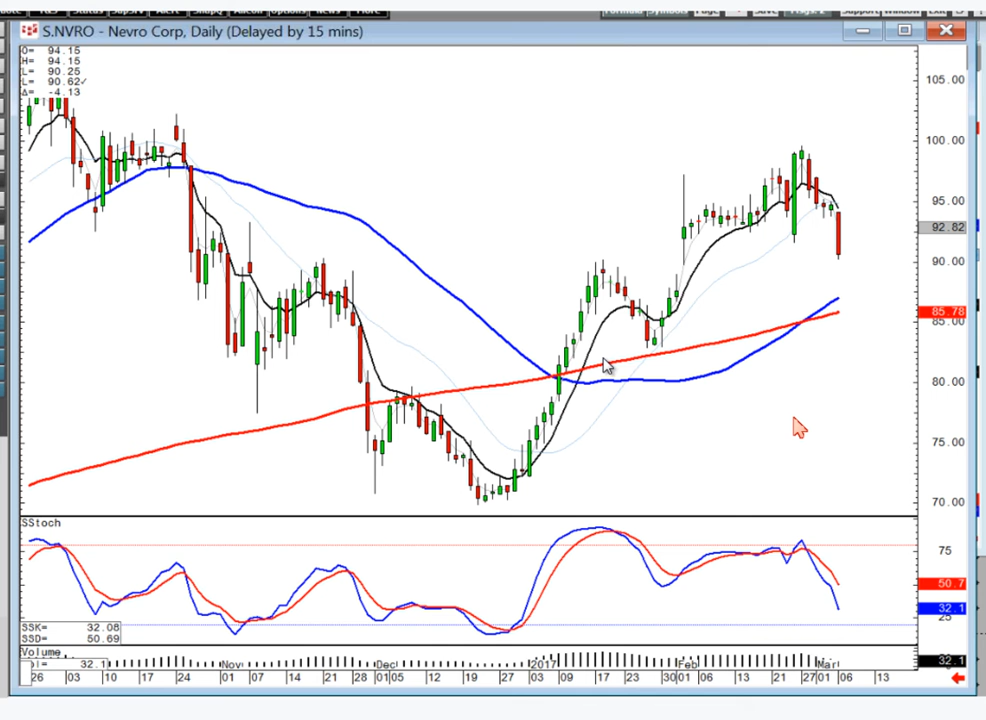 S.NVRO - Nevro Corp, Daily (Delayed by 15 mins)
O= 94.15
H= 94.15
L= 90.25
L= 90.62✓
Δ= -4.13
105.00
100.00
95.00
92.82
90.00
85.78
85.00
80.00
75.00
70.00
SStoch
75
50.7
32.1
25
SSK= 32.08
SSD= 50.69
Volume
32.1
Nov Dec 2017 Feb Mar
32.1
26 03 10 17 24 01 07 14 21 28 01 05 12 19 27 03 09 17 23 30 01 06 13 21 27 01 06 13